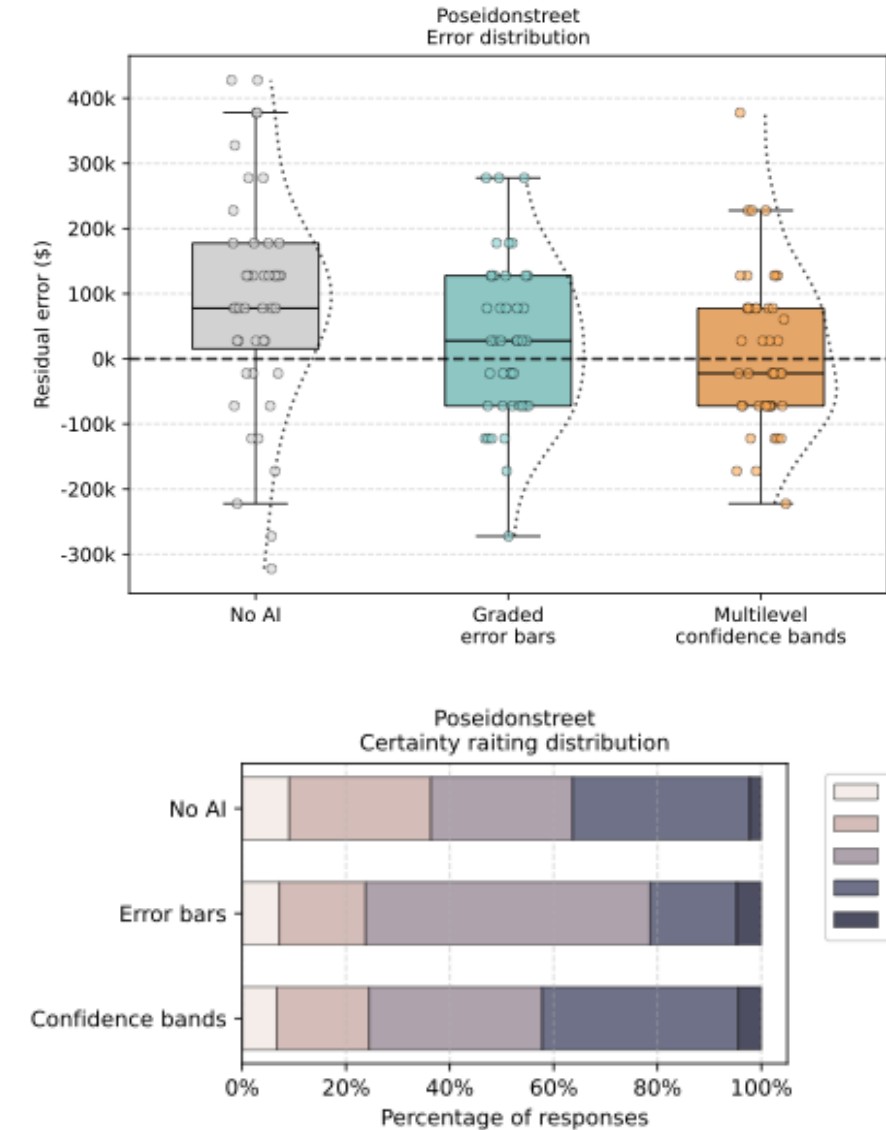 Poseidonstreet
Error distribution
Residual error ($)
400k
300k
200k
100k
0k
-100k
-200k
-300k
No AI
Graded
error bars
Multilevel
confidence bands
Poseidonstreet
Certainty raiting distribution
No AI
Error bars
Confidence bands
0%
20%
40%
60%
80%
100%
Percentage of responses